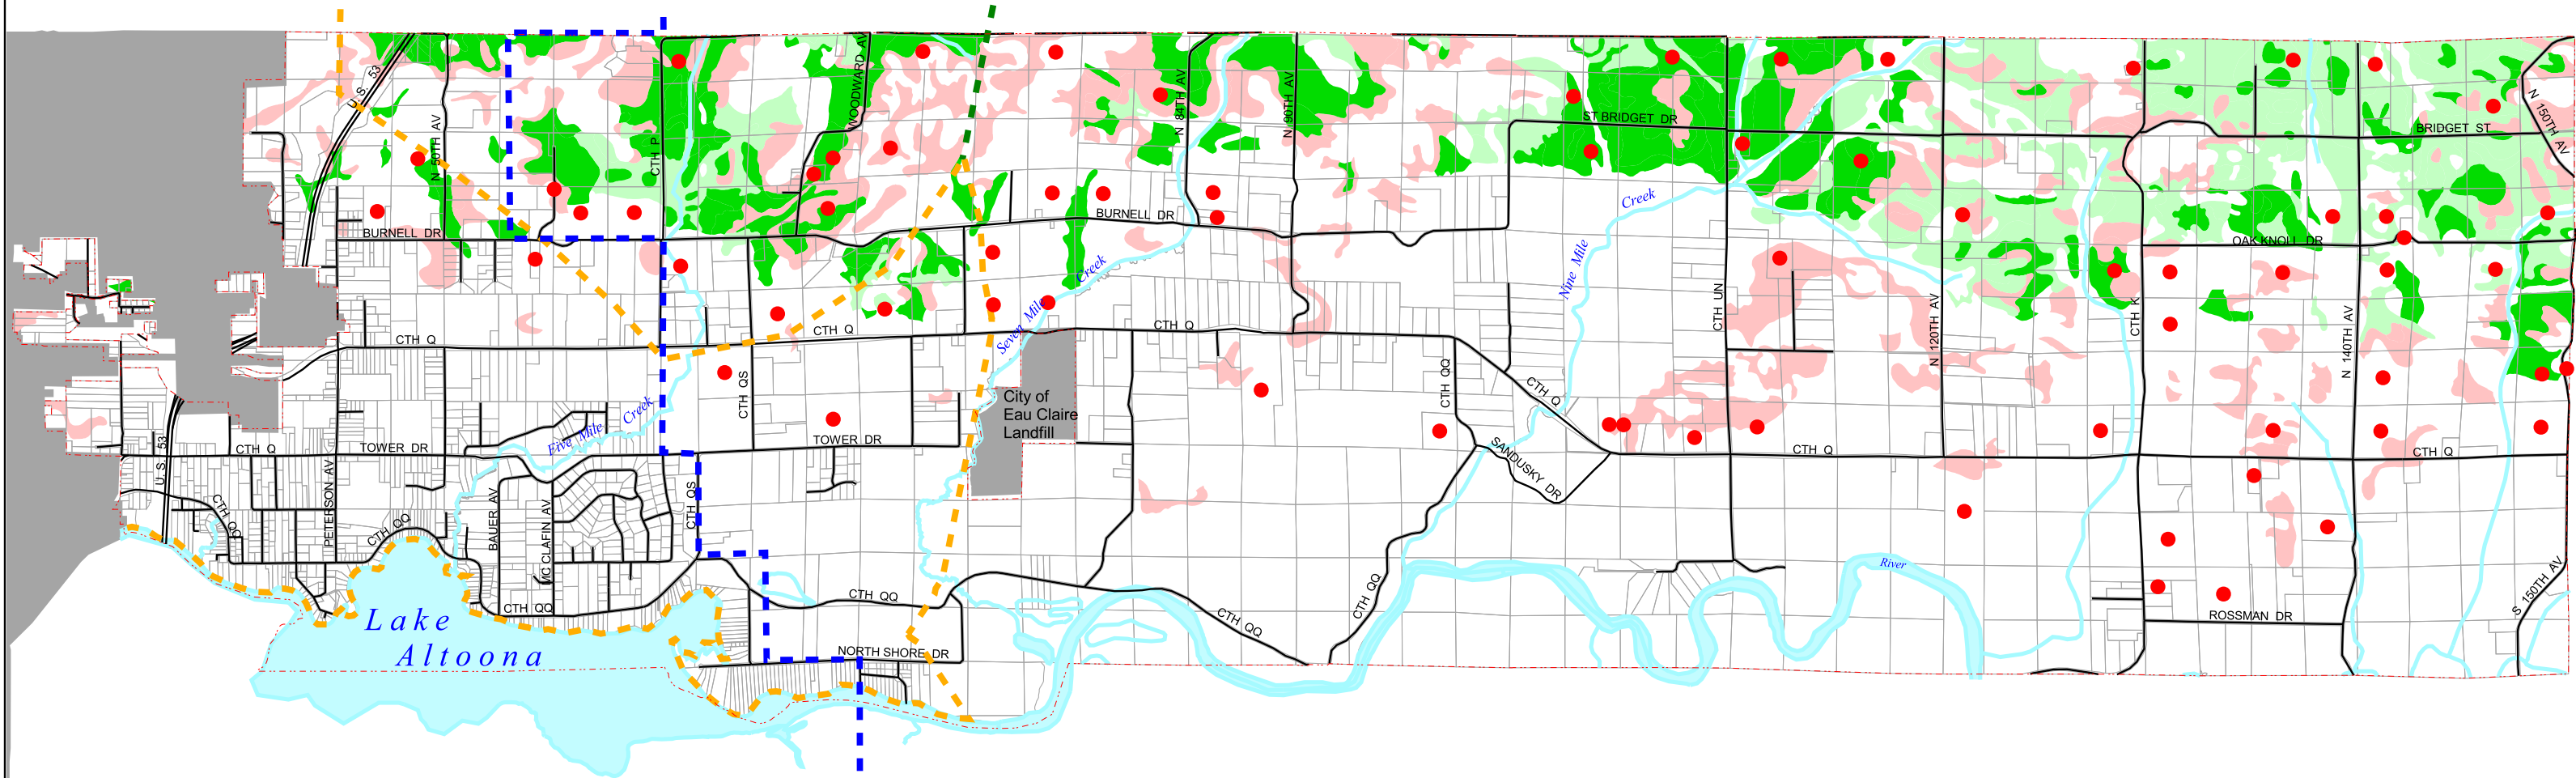 U. S. 53
N 50TH AV
CTH P
WOODWARD AV
N 84TH AV
N 90TH AV
ST BRIDGET DR
BRIDGET ST
N 150TH AV
BURNELL DR
BURNELL DR
Creek
Nine Mile
Creek
OAK KNOLL DR
Creek
Seven Mile
CTH UN
N 120TH AV
CTH K
N 140TH AV
CTH Q
CTH Q
CTH Q
CTH QS
CTH QQ
CTH Q
City of
Eau Claire
Landfill
Five Mile Creek
U. S. 53
CTH Q
TOWER DR
TOWER DR
SANDUSKY DR
CTH Q
CTH Q
CTH QQ
PETERSON AV
CTH QQ
BAUER AV
MC CLAFIN AV
CTH QS
River
CTH QQ
CTH QQ
CTH QQ
CTH QQ
S 150TH AV
ROSSMAN DR
Lake
Altoona
NORTH SHORE DR